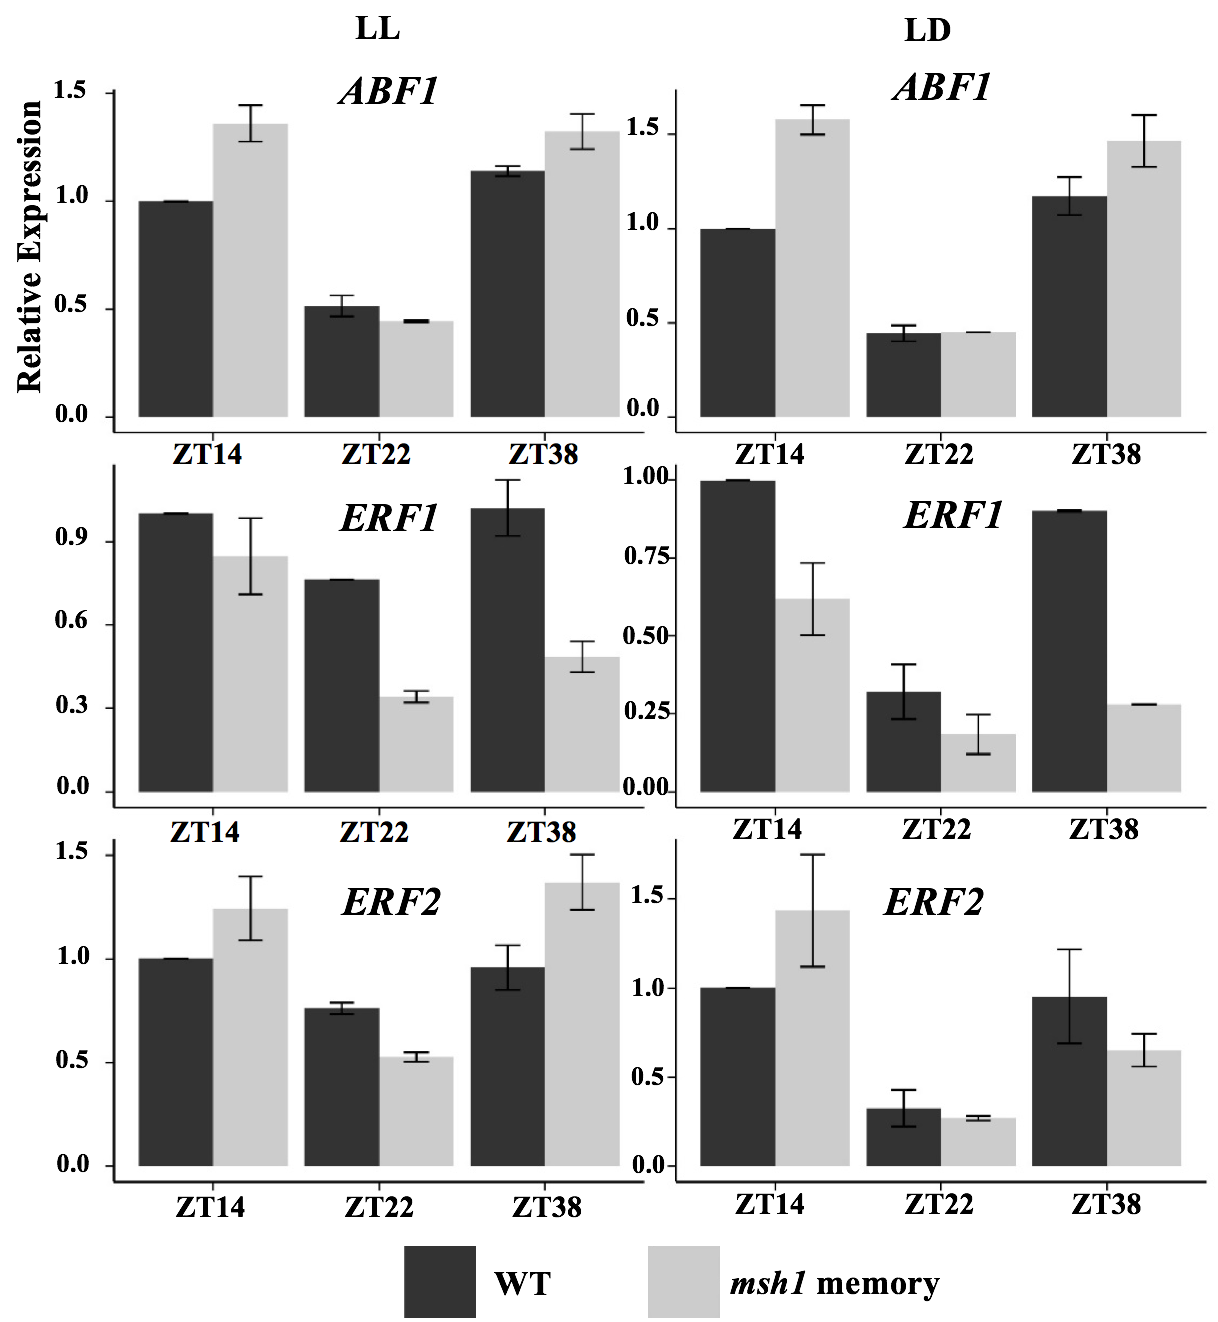 LL
LD
ABF1
ABF1
Relative Expression
1.5
1.0
0.5
0.0
1.5
1.0
0.5
0.0
ZT14 ZT22 ZT38
ZT14 ZT22 ZT38
ERF1
ERF1
0.9
0.6
0.3
0.0
1.00
0.75
0.50
0.25
0.00
ZT14 ZT22 ZT38
ZT14 ZT22 ZT38
ERF2
ERF2
1.5
1.0
0.5
0.0
1.5
1.0
0.5
0.0
ZT14 ZT22 ZT38
ZT14 ZT22 ZT38
WT
msh1 memory